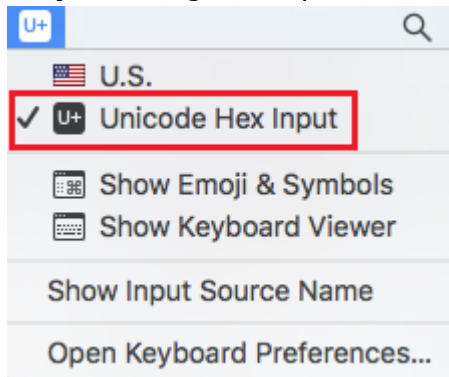 U+
U.S.
U+ Unicode Hex Input
Show Emoji & Symbols
Show Keyboard Viewer
Show Input Source Name
Open Keyboard Preferences...